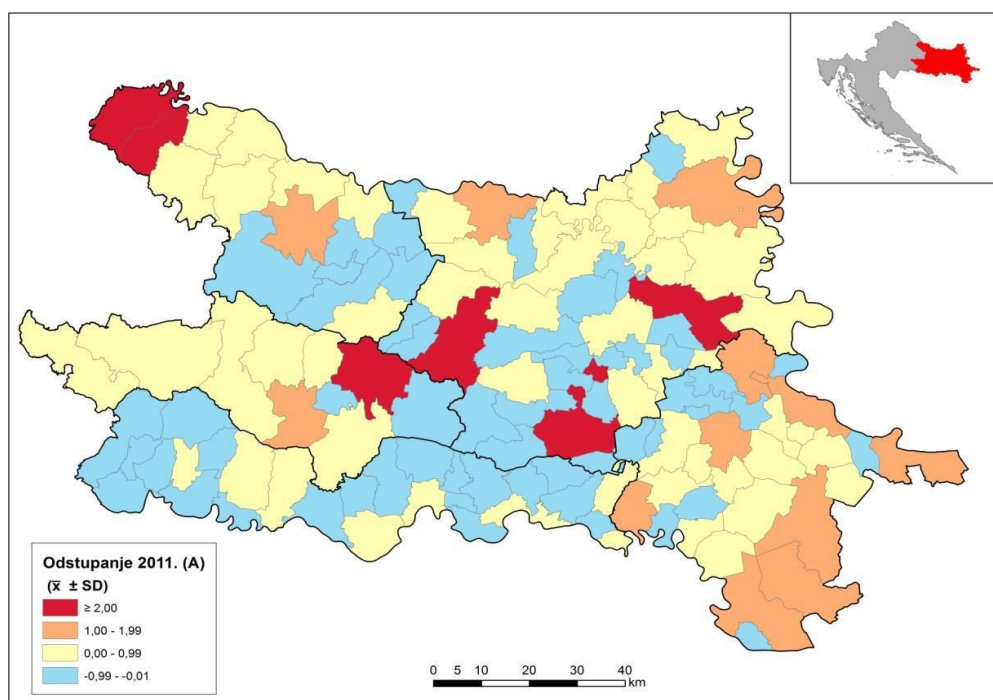 Odstupanje 2011. (A)
(x̅ ± SD)
≥ 2,00
1,00 - 1,99
0,00 - 0,99
-0,99 - -0,01
0 5 10 20 30 40
km